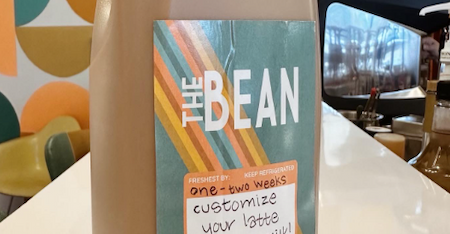 THE BEAN
FRESHEST BY: KEEP REFRIGERATED
one-two weeks
customize
your latte